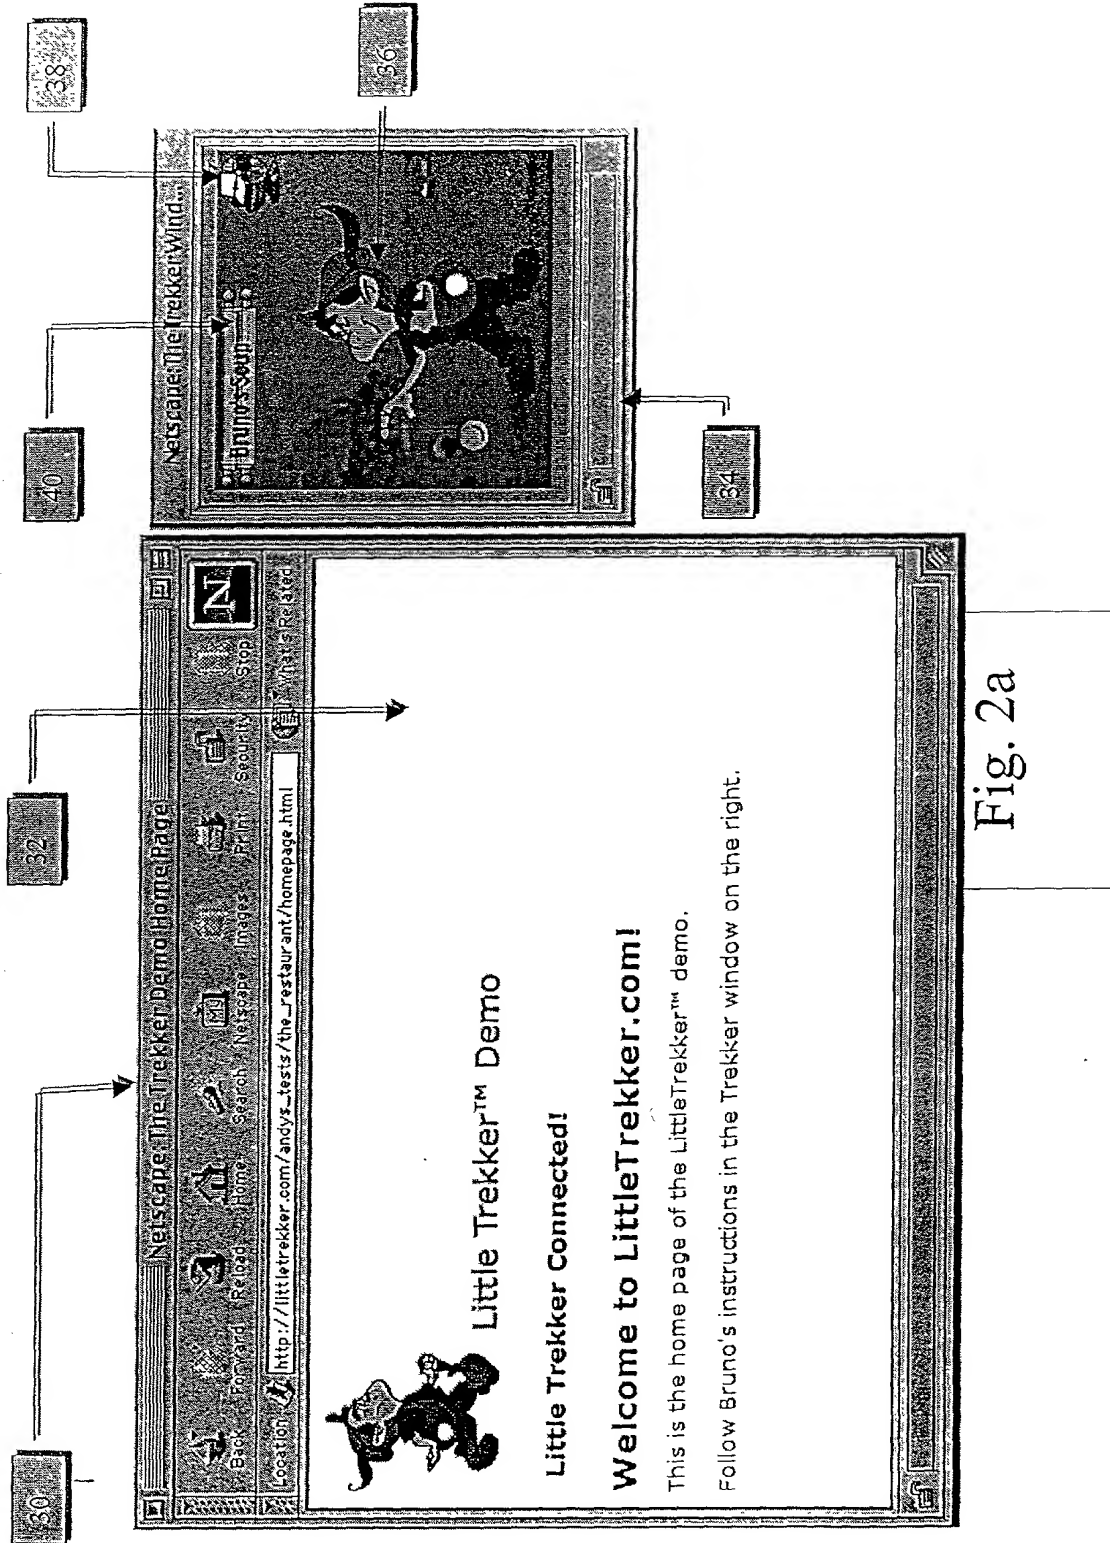 30
32
40
38
Netscape: The Trekker Demo Home Page
Back Forward Reload Home Search Netscape Images Print Security Stop
N
Location http://littletrekker.com/andys_tests/the_restaurant/homepage.html What's Related
Little Trekker™ Demo
Little Trekker Connected!
Welcome to LittleTrekker.com!
This is the home page of the LittleTrekker™ demo.
Follow Bruno's instructions in the Trekker window on the right.
Netscape: The Trekker Wind...
Bruno's Soup
36
34
Fig. 2a